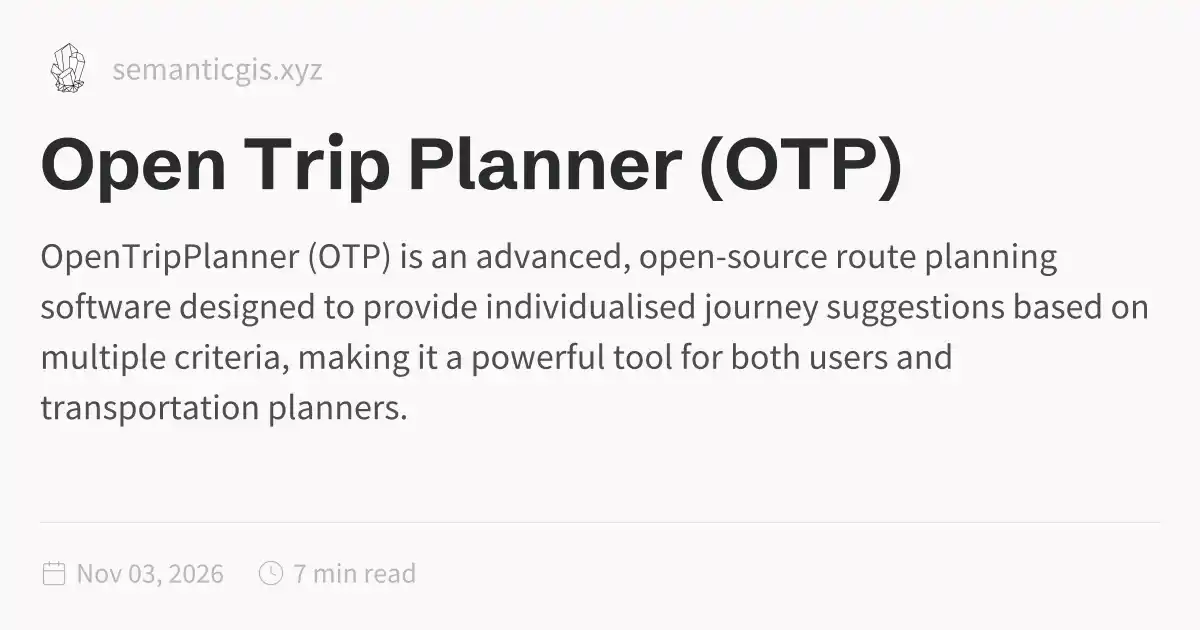 semanticgis.xyz
Open Trip Planner (OTP)
OpenTripPlanner (OTP) is an advanced, open-source route planning
software designed to provide individualised journey suggestions based on
multiple criteria, making it a powerful tool for both users and
transportation planners.
Nov 03, 2026 7 min read